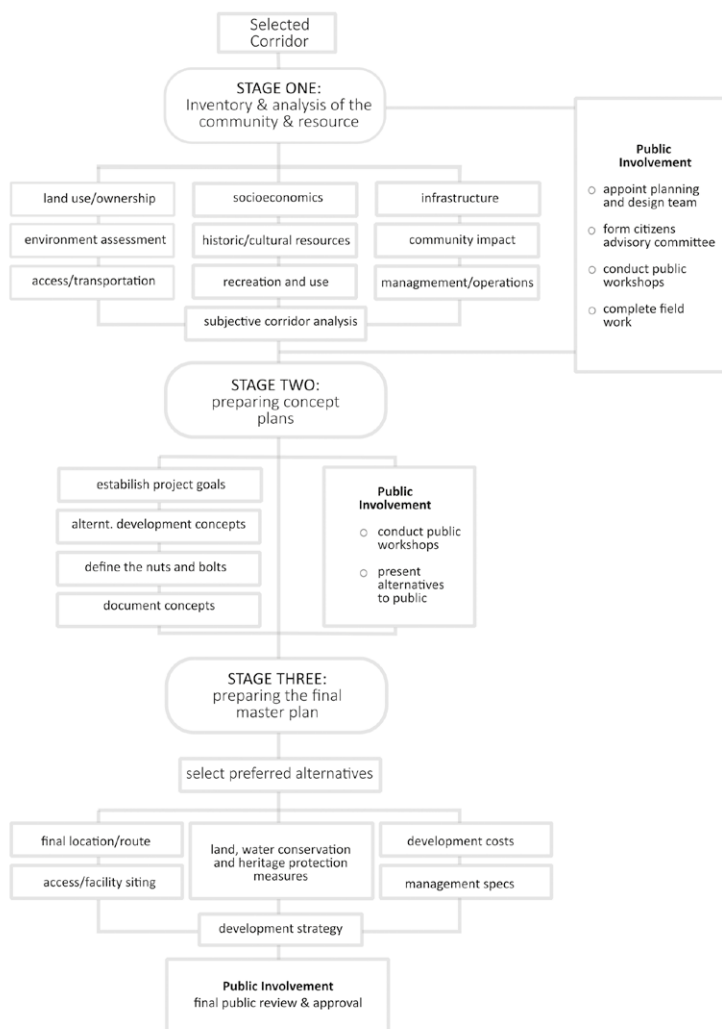 Selected
Corridor
STAGE ONE:
Inventory & analysis of the
community & resource
Public
Involvement
appoint planning
and design team
form citizens
advisory committee
conduct public
workshops
complete field
work
land use/ownership
socioeconomics
infrastructure
environment assessment
historic/cultural resources
community impact
access/transportation
recreation and use
managmement/operations
subjective corridor analysis
STAGE TWO:
preparing concept
plans
estabilish project goals
alternt. development concepts
define the nuts and bolts
document concepts
Public
Involvement
conduct public
workshops
present
alternatives
to public
STAGE THREE:
preparing the final
master plan
select preferred alternatives
final location/route
access/facility siting
land, water conservation
and heritage protection
measures
development costs
management specs
development strategy
Public Involvement
final public review & approval